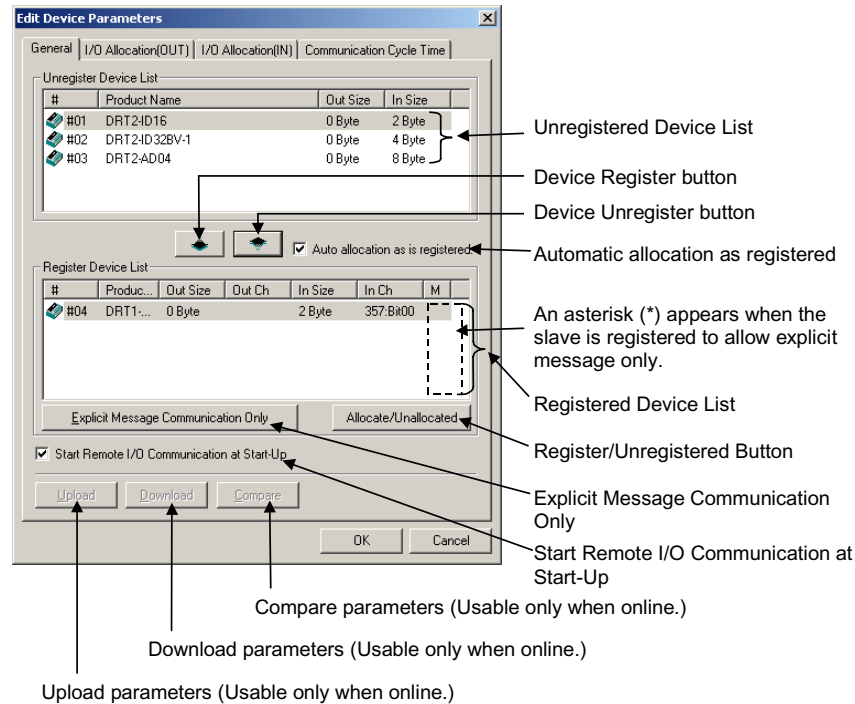 Edit Device Parameters
General I/O Allocation(OUT) I/O Allocation(IN) Communication Cycle Time
Unregister Device List
# Product Name Out Size In Size
#01 DRT2-ID16 0 Byte 2 Byte
#02 DRT2-ID32BV-1 0 Byte 4 Byte
#03 DRT2-AD04 0 Byte 8 Byte
Unregistered Device List
Device Register button
Device Unregister button
Auto allocation as is registered.
Automatic allocation as registered
Register Device List
# Produc... Out Size Out Ch In Size In Ch M
#04 DRT1-... 0 Byte 2 Byte 357:Bit00
An asterisk (*) appears when the
slave is registered to allow explicit
message only.
Registered Device List
Explicit Message Communication Only Allocate/Unallocated
Register/Unregistered Button
Start Remote I/O Communication at Start-Up
Upload Download Compare
Explicit Message Communication
Only
OK Cancel
Start Remote I/O Communication at
Start-Up
Compare parameters (Usable only when online.)
Download parameters (Usable only when online.)
Upload parameters (Usable only when online.)